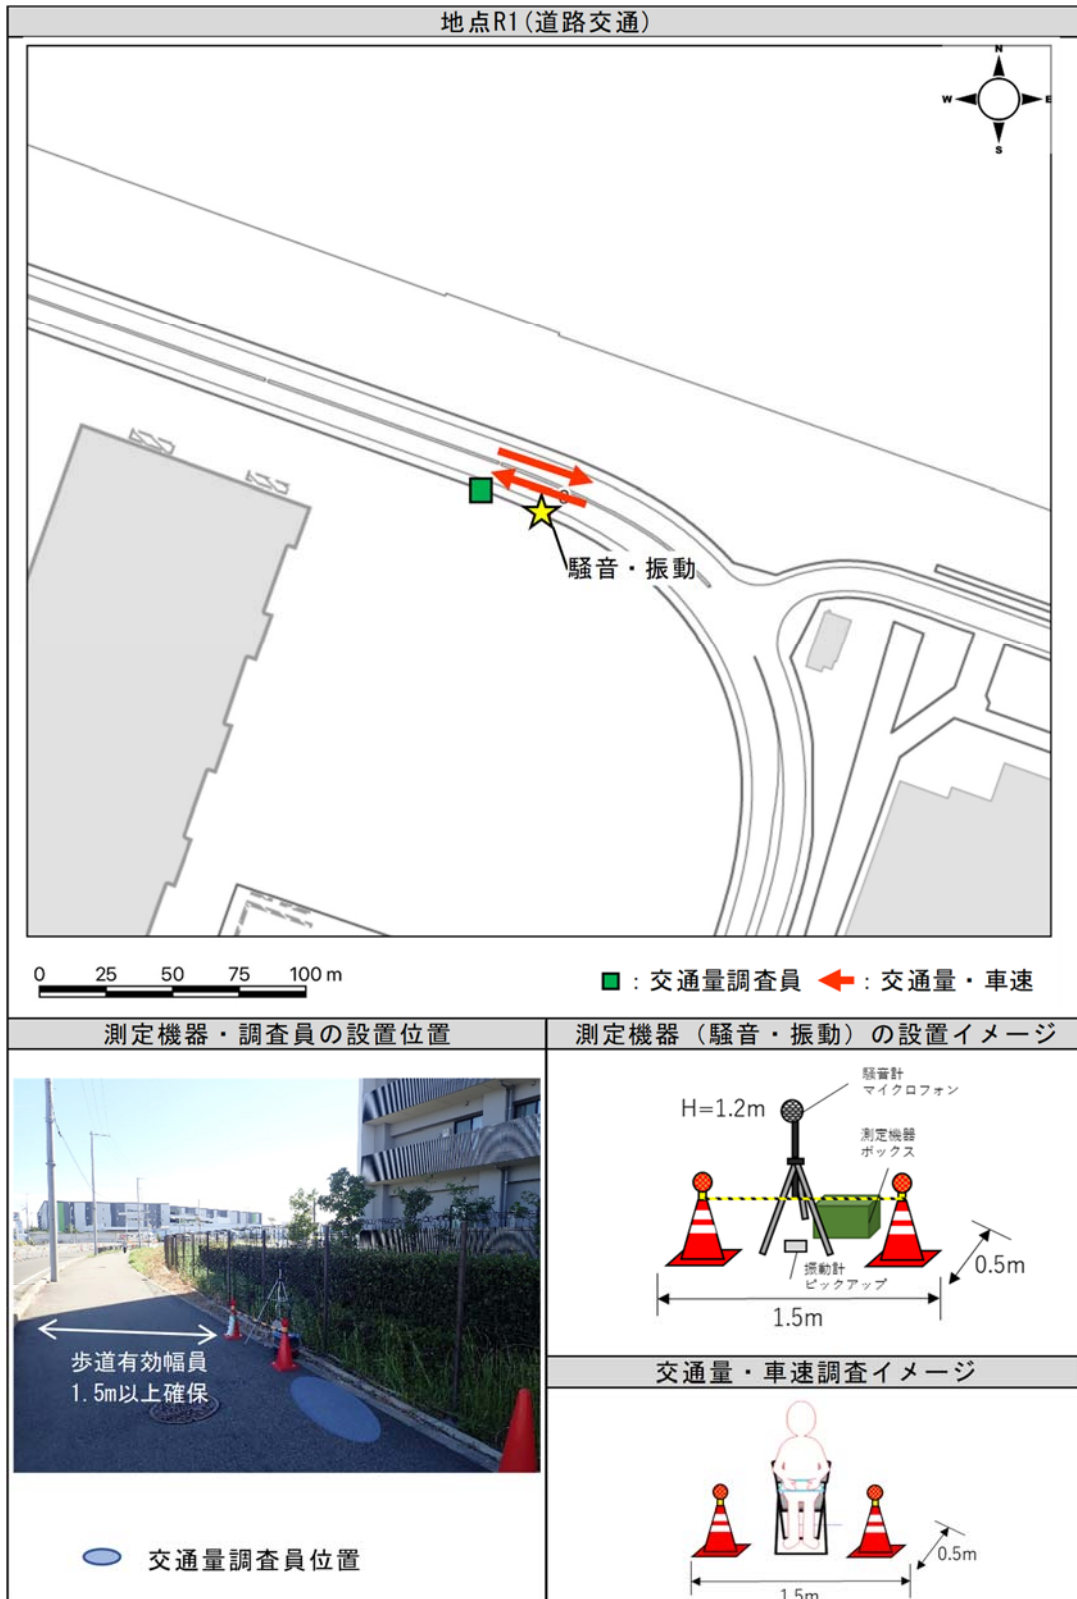 地点R1(道路交通)
N
W
E
S
騒音・振動
0 25 50 75 100 m
：交通量調査員
：交通量・車速
測定機器・調査員の設置位置
歩道有効幅員
1.5m以上確保
交通量調査員位置
測定機器（騒音・振動）の設置イメージ
騒音計
マイクロフォン
H=1.2m
測定機器
ボックス
振動計
ピックアップ
0.5m
1.5m
交通量・車速調査イメージ
0.5m
1.5m